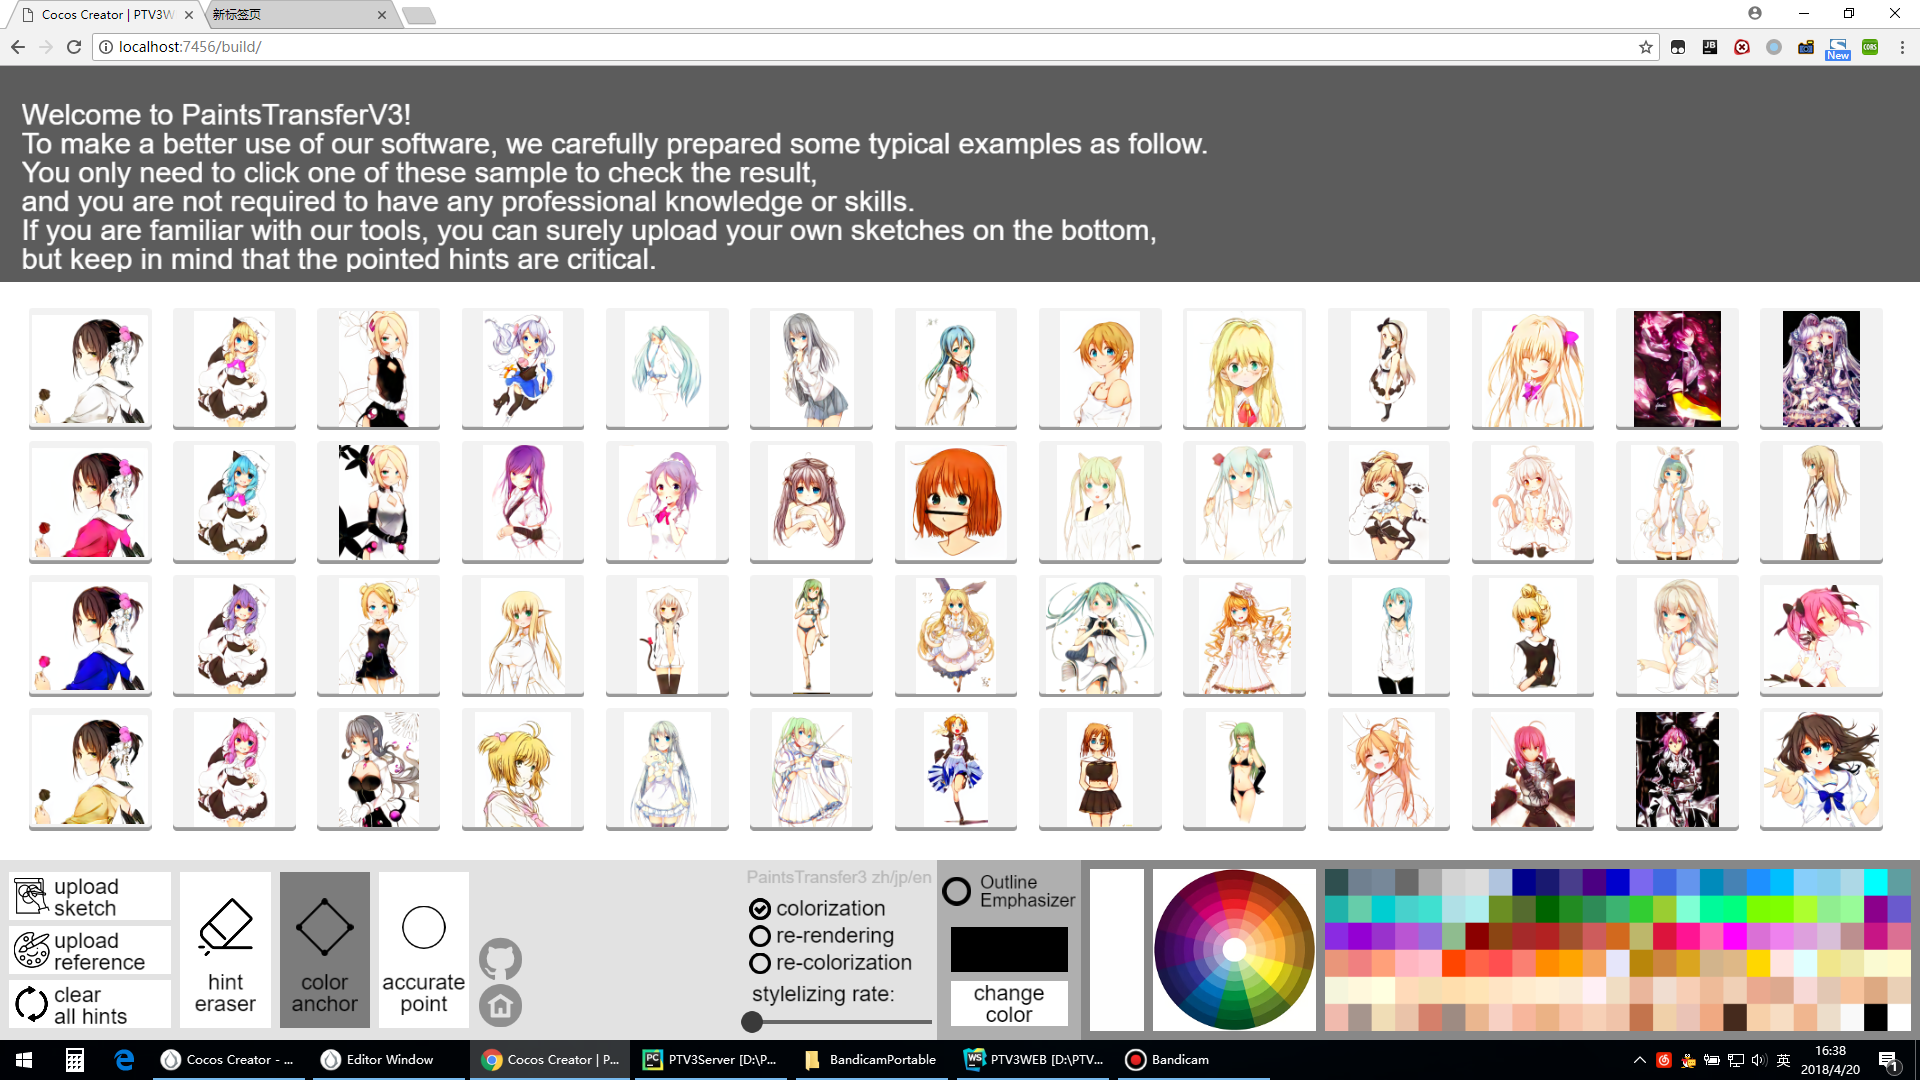 Cocos Creator | PTV3W
新标签页
localhost:7456/build/
JB
New
CORS
Welcome to PaintsTransferV3!
To make a better use of our software, we carefully prepared some typical examples as follow.
You only need to click one of these sample to check the result,
and you are not required to have any professional knowledge or skills.
If you are familiar with our tools, you can surely upload your own sketches on the bottom,
but keep in mind that the pointed hints are critical.
upload
sketch
upload
reference
clear
all hints
hint
eraser
color
anchor
accurate
point
PaintsTransfer3 zh/jp/en
colorization
re-rendering
re-colorization
stylelizing rate:
Outline
Emphasizer
change
color
Cocos Creator - ...
Editor Window
Cocos Creator | P...
PC
PTV3Server [D:\P...
BandicamPortable
WS
PTV3WEB [D:\PTV...
Bandicam
英
16:38
2018/4/20
1